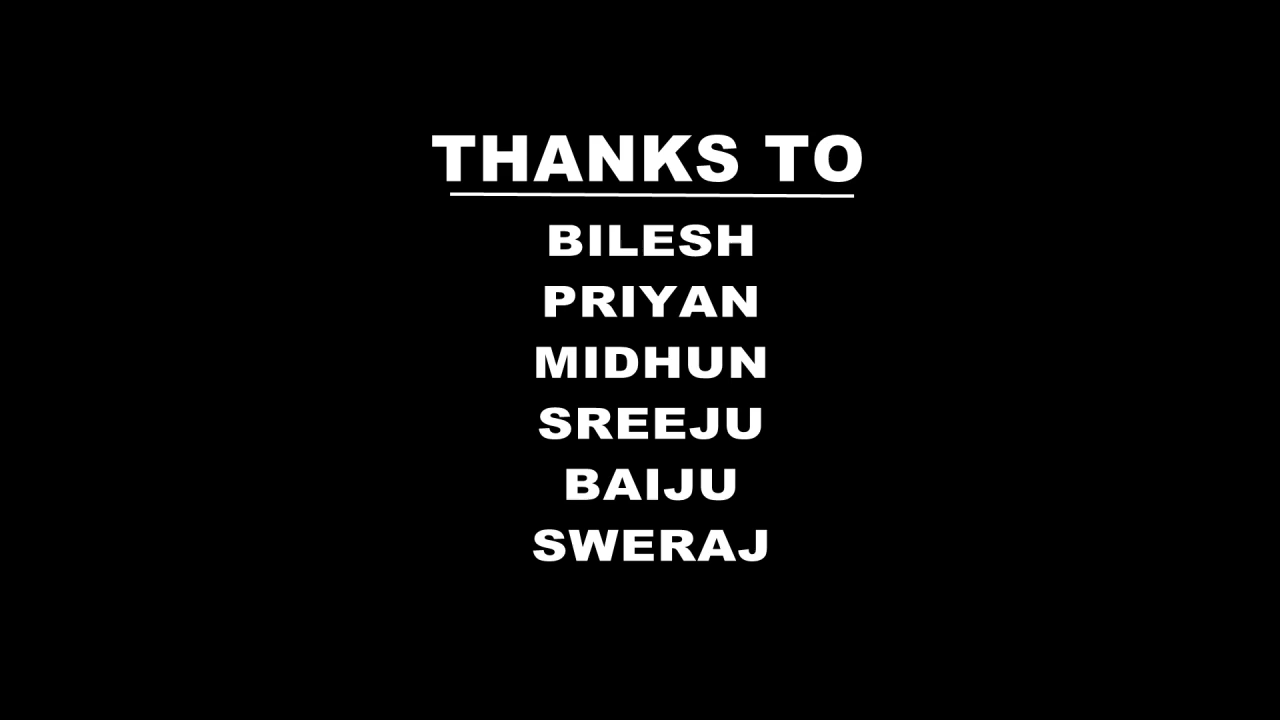 THANKS TO
BILESH
PRIYAN
MIDHUN
SREEJU
BAIJU
SWERAJ